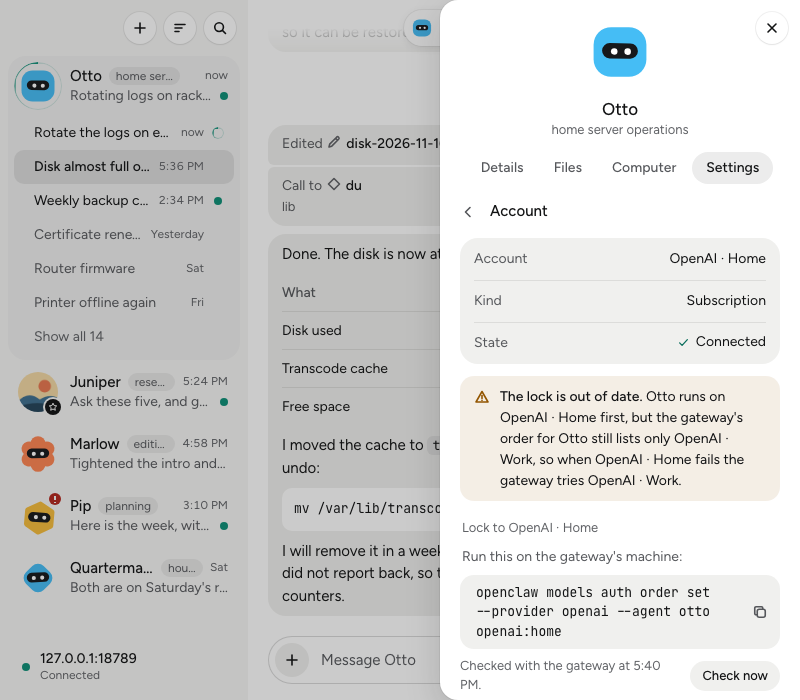 Otto
home ser...
now
Rotating logs on rack...
Rotate the logs on e...
now
Disk almost full o...
5:36 PM
Weekly backup c...
2:34 PM
Certificate rene...
Yesterday
Router firmware
Sat
Printer offline again
Fri
Show all 14
Juniper
rese...
5:24 PM
Ask these five, and g...
Marlow
editi...
4:58 PM
Tightened the intro and...
Pip
planning
3:10 PM
Here is the week, wit...
Quarterma...
hou...
Sat
Both are on Saturday's r...
127.0.0.1:18789
Connected
so it can be restor
Edited
disk-2026-11-1
Call to
du
lib
Done. The disk is now at
What
Disk used
Transcode cache
Free space
I moved the cache to
undo:
mv /var/lib/transco
I will remove it in a week
did not report back, so t
counters.
Message Otto
Otto
home server operations
Details
Files
Computer
Settings
Account
Account
OpenAI · Home
Kind
Subscription
State
Connected
The lock is out of date. Otto runs on
OpenAI · Home first, but the gateway's
order for Otto still lists only OpenAI ·
Work, so when OpenAI · Home fails the
gateway tries OpenAI · Work.
Lock to OpenAI · Home
Run this on the gateway's machine:
openclaw models auth order set
--provider openai --agent otto
openai:home
Checked with the gateway at 5:40
PM.
Check now